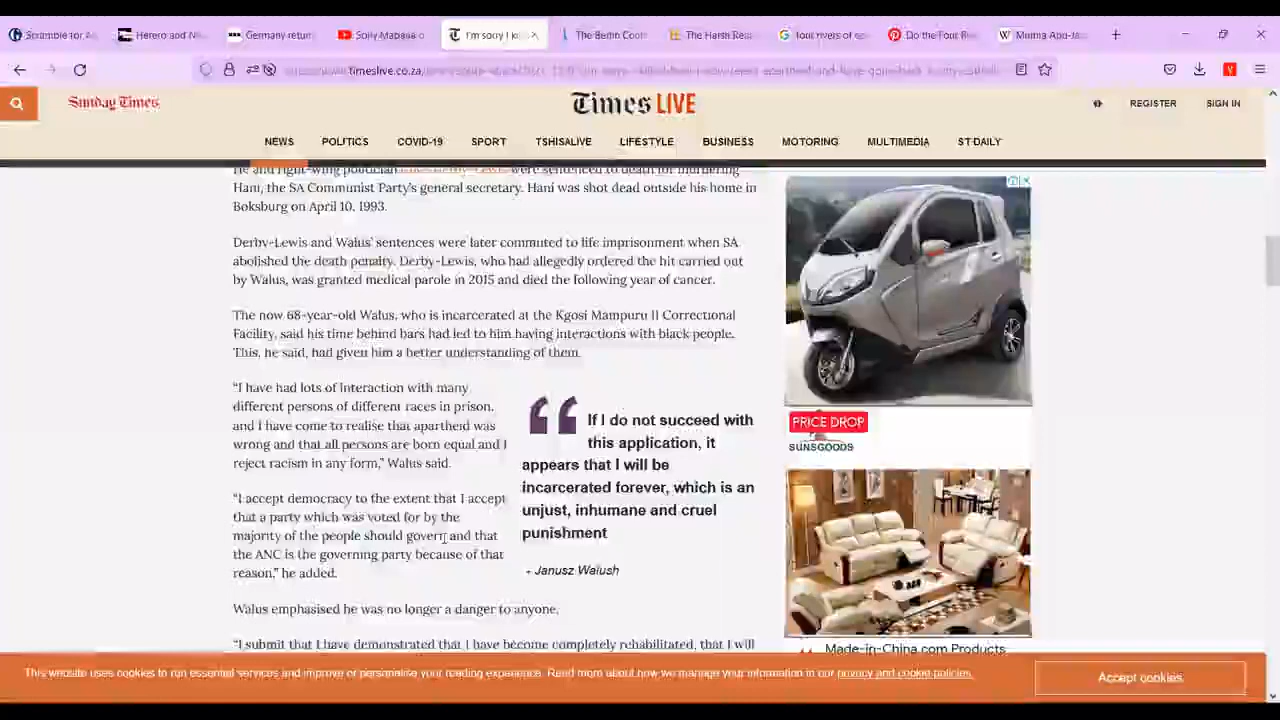 Scramble for A
Herero and N
Germany return
Solly Mapaila o
I'm sorry I k
The Berlin Con
The Harsh Rea
four rivers of e
Do the Four R
Mumia Abu-Ja
Sunday Times
Times LIVE
REGISTER
SIGN IN
NEWS
POLITICS
COVID-19
SPORT
TSHISALIVE
LIFESTYLE
BUSINESS
MOTORING
MULTIMEDIA
ST DAILY
He and right-wing politician Clive Derby-Lewis were sentenced to death for murdering
Hani, the SA Communist Party's general secretary. Hani was shot dead outside his home in
Boksburg on April 10, 1993.
Derby-Lewis and Walus' sentences were later commuted to life imprisonment when SA
abolished the death penalty. Derby-Lewis, who had allegedly ordered the hit carried out
by Walus, was granted medical parole in 2015 and died the following year of cancer.
The now 68-year-old Walus, who is incarcerated at the Kgosi Mampuru II Correctional
Facility, said his time behind bars had led to him having interactions with black people.
This, he said, had given him a better understanding of them.
“I have had lots of interaction with many
different persons of different races in prison,
and I have come to realise that apartheid was
wrong and that all persons are born equal and I
reject racism in any form,” Walus said.
“I accept democracy to the extent that I accept
that a party which was voted for by the
majority of the people should govern and that
the ANC is the governing party because of that
reason,” he added.
If I do not succeed with
this application, it
appears that I will be
incarcerated forever, which is an
unjust, inhumane and cruel
punishment
- Janusz Walush
Walus emphasised he was no longer a danger to anyone.
“I submit that I have demonstrated that I have become completely rehabilitated, that I will
PRICE DROP
SUNSGOODS
Made-in-China.com Products
This website uses cookies to run essential services and improve or personalise your reading experience. Read more about how we manage your information in our privacy and cookie policies.
Accept cookies